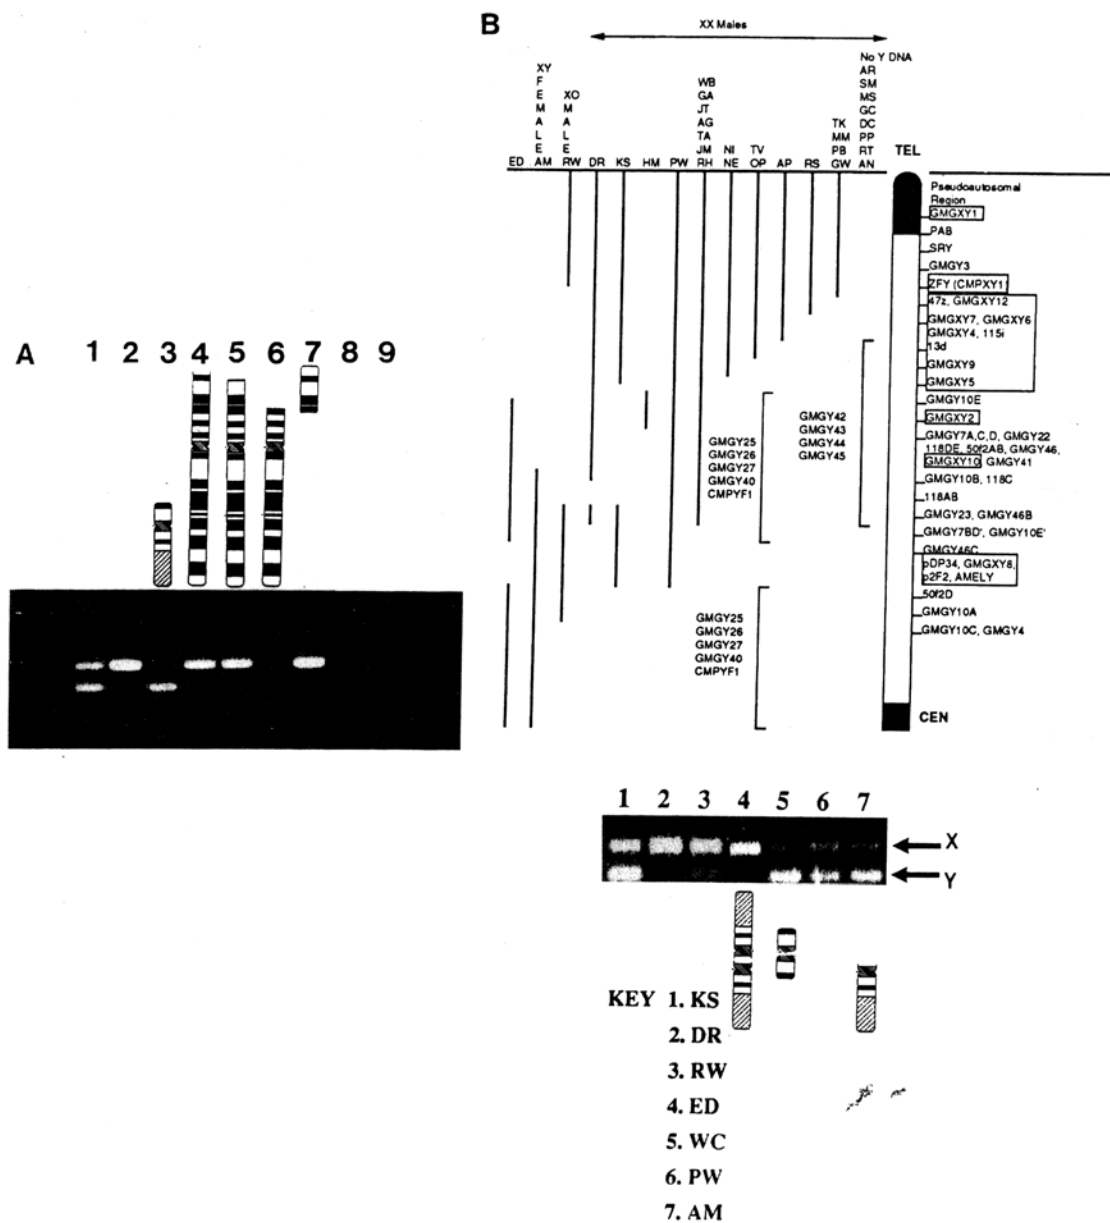 B
XX Males
No Y DNA
XY FEMALE AM
XO MALE RW
WB
GA
JT
AG
TA
JM
RH
TK
MM
PB
GW
AR
SM
MS
GC
DC
PP
RT
AN
ED
DR
KS
HM
PW
NI
NE
TV
OP
AP
RS
TEL
Pseudoautosomal
Region
GMGXY1
PAB
SRY
GMGY3
ZFY (CMPXY1)
47z, GMGXY12
GMGXY7, GMGXY6
GMGXY4, 115i
13d
GMGXY9
GMGXY5
GMGY10E
GMGXY2
GMGY7A,C,D, GMGY22
118DE, 50f2AB, GMGY46,
GMGXY10, GMGY41
GMGY10B, 118C
118AB
GMGY23, GMGY46B
GMGY7BD', GMGY10E'
GMGY46C
pDP34, GMGXY8,
p2F2, AMELY
50f2D
GMGY10A
GMGY10C, GMGY4
CEN
GMGY42
GMGY43
GMGY44
GMGY45
GMGY25
GMGY26
GMGY27
GMGY40
CMPYF1
GMGY25
GMGY26
GMGY27
GMGY40
CMPYF1
A 1 2 3 4 5 6 7 8 9
1 2 3 4 5 6 7
X
Y
KEY 1. KS
2. DR
3. RW
4. ED
5. WC
6. PW
7. AM